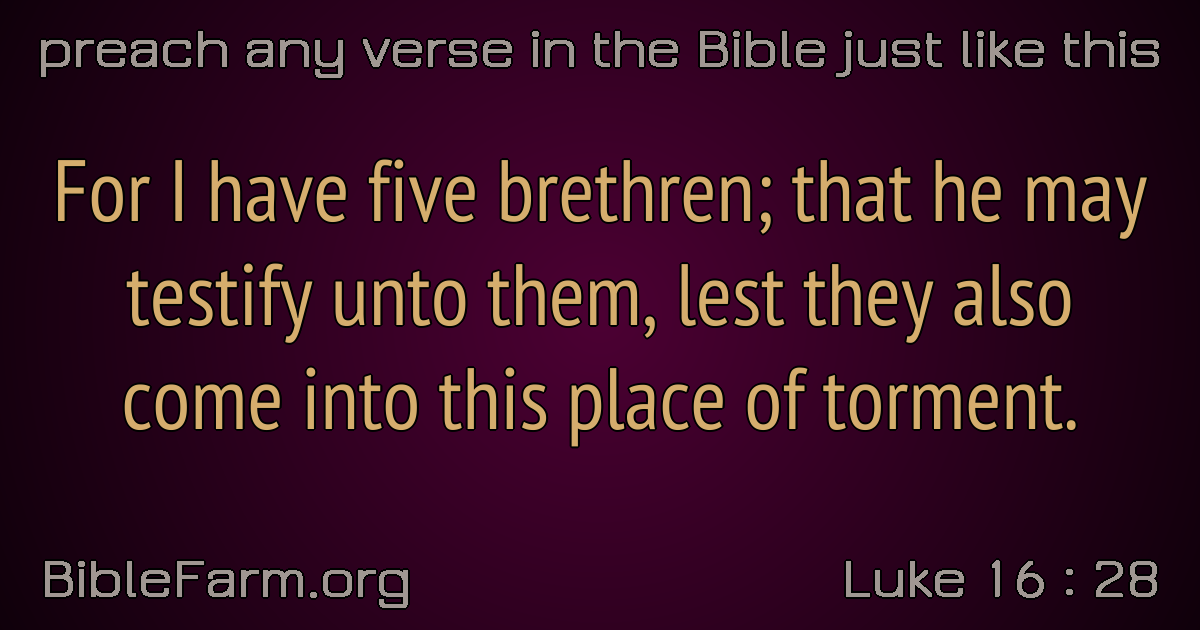 preach any verse in the Bible just like this
For I have five brethren; that he may
testify unto them, lest they also
come into this place of torment.
BibleFarm.org
Luke 16 : 28